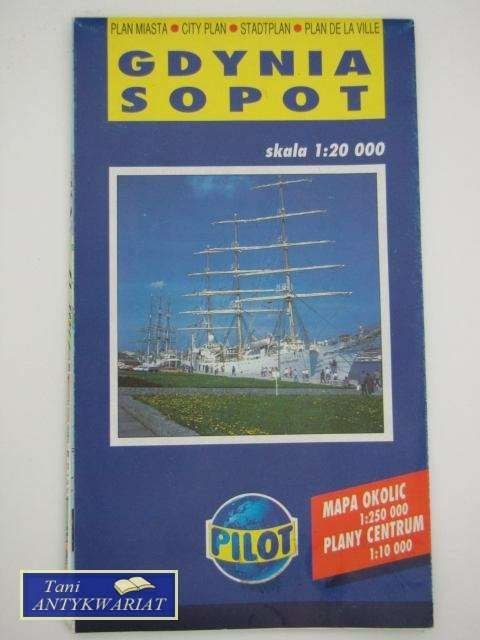 PLAN MIASTA ● CITY PLAN ● STADTPLAN ● PLAN DE LA VILLE
GDYNIA
SOPOT
skala 1:20 000
MAPA OKOLIC
1:250 000
PLANY CENTRUM
1:10 000
PILOT
Tani
ANTYKWARIAT